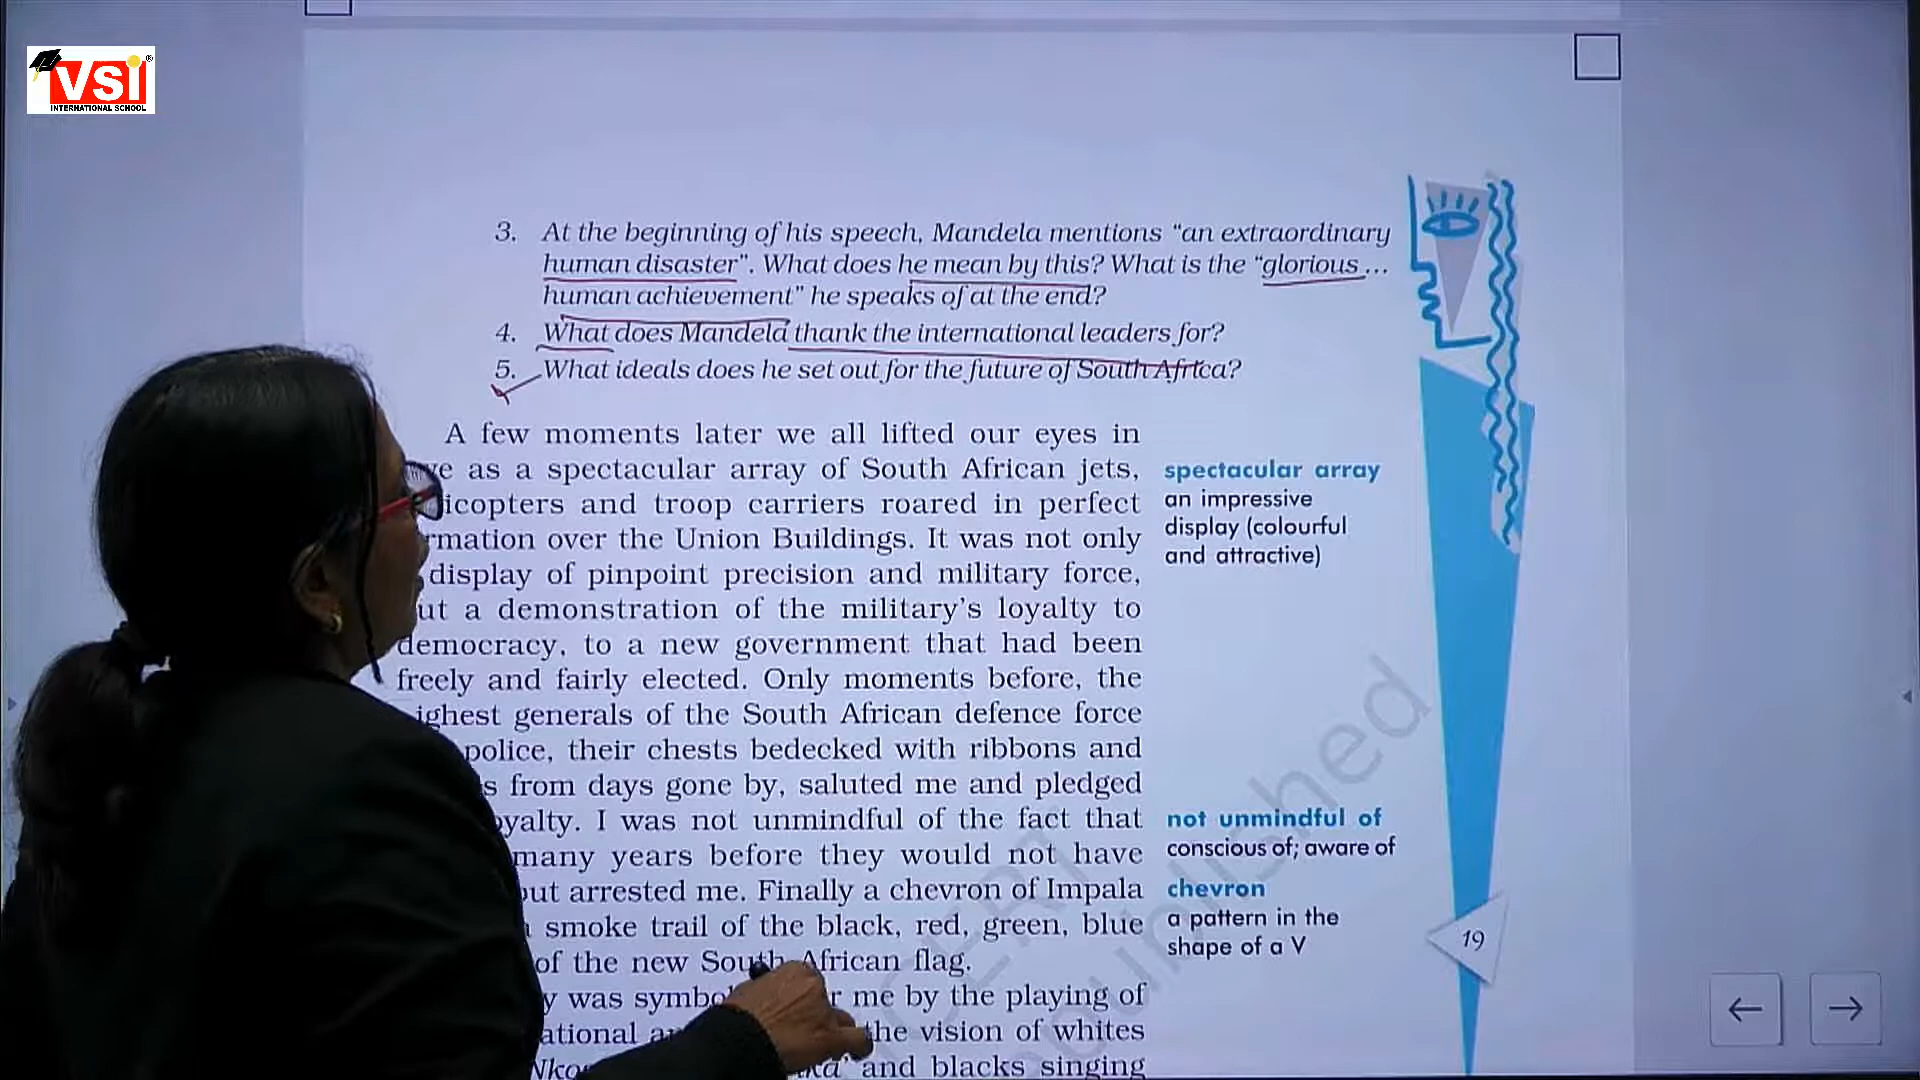 VSI
INTERNATIONAL SCHOOL
3. At the beginning of his speech, Mandela mentions “an extraordinary
human disaster”. What does he mean by this? What is the “glorious ...
human achievement” he speaks of at the end?
4. What does Mandela thank the international leaders for?
5. What ideals does he set out for the future of South Africa?
A few moments later we all lifted our eyes in
as a spectacular array of South African jets,
icopters and troop carriers roared in perfect
rmation over the Union Buildings. It was not only
display of pinpoint precision and military force,
ut a demonstration of the military’s loyalty to
democracy, to a new government that had been
freely and fairly elected. Only moments before, the
ighest generals of the South African defence force
police, their chests bedecked with ribbons and
s from days gone by, saluted me and pledged
oyalty. I was not unmindful of the fact that
many years before they would not have
but arrested me. Finally a chevron of Impala
smoke trail of the black, red, green, blue
of the new South African flag.
y was symbol me by the playing of
ational the vision of whites
and blacks singing
spectacular array
an impressive
display (colourful
and attractive)
not unmindful of
conscious of; aware of
chevron
a pattern in the
shape of a V
19